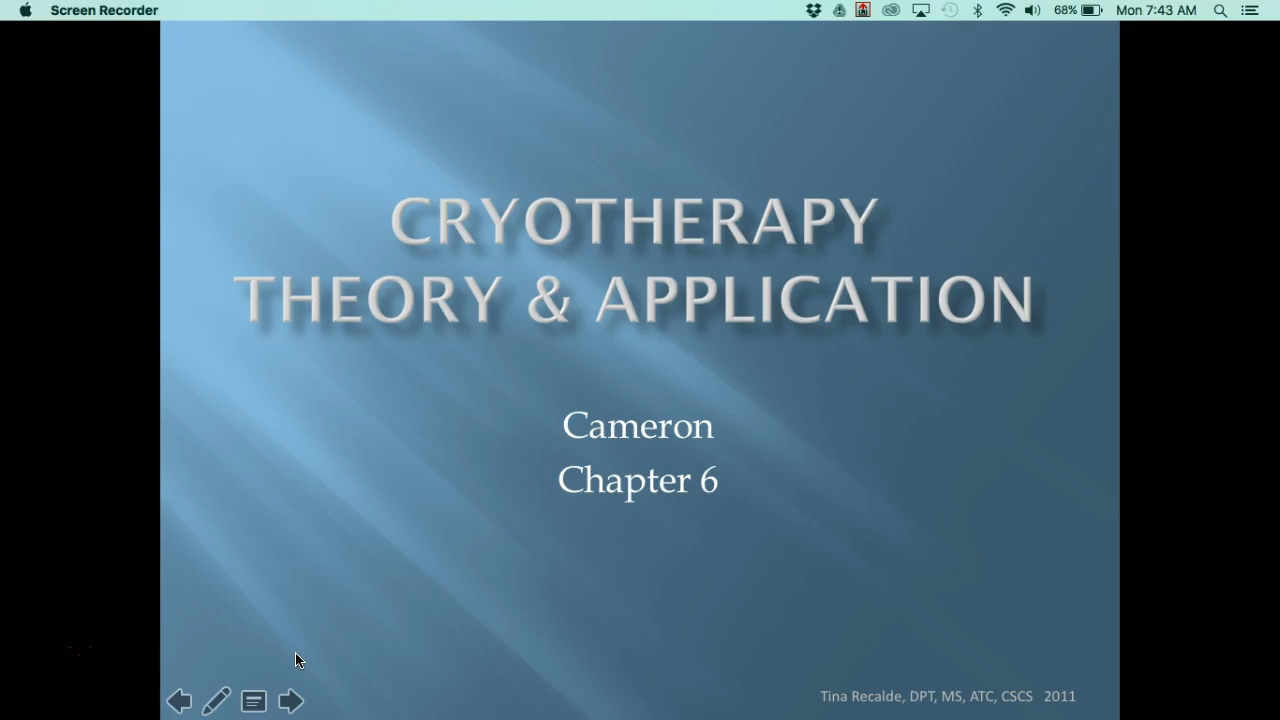 Screen Recorder
68%
Mon 7:43 AM
CRYOTHERAPY
THEORY & APPLICATION
Cameron
Chapter 6
Tina Recalde, DPT, MS, ATC, CSCS 2011